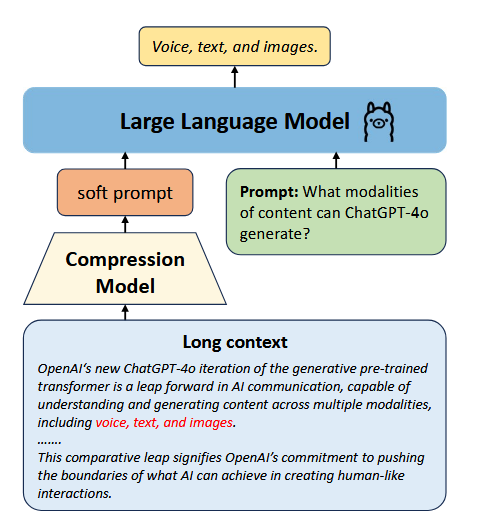 Voice, text, and images.
Large Language Model
soft prompt
Prompt: What modalities
of content can ChatGPT-4o
generate?
Compression
Model
Long context
OpenAI's new ChatGPT-4o iteration of the generative pre-trained
transformer is a leap forward in AI communication, capable of
understanding and generating content across multiple modalities,
including voice, text, and images.
.......
This comparative leap signifies OpenAI's commitment to pushing
the boundaries of what AI can achieve in creating human-like
interactions.